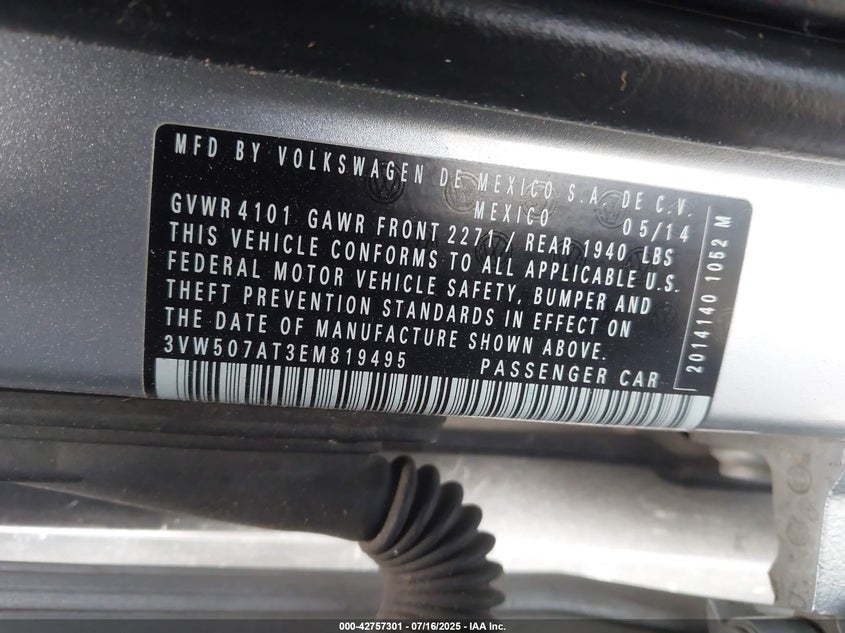 MFD BY VOLKSWAGEN DE MEXICO S.A. DE C.V.
MEXICO 05/14
GVWR 4101 GAWR FRONT 2271 / REAR 1940 LBS
THIS VEHICLE CONFORMS TO ALL APPLICABLE U.S.
FEDERAL MOTOR VEHICLE SAFETY, BUMPER AND
THEFT PREVENTION STANDARDS IN EFFECT ON
THE DATE OF MANUFACTURE SHOWN ABOVE.
3VW507AT3EM819495 PASSENGER CAR
2014140 1052 M
000-42757301 - 07/16/2025 - IAA Inc.